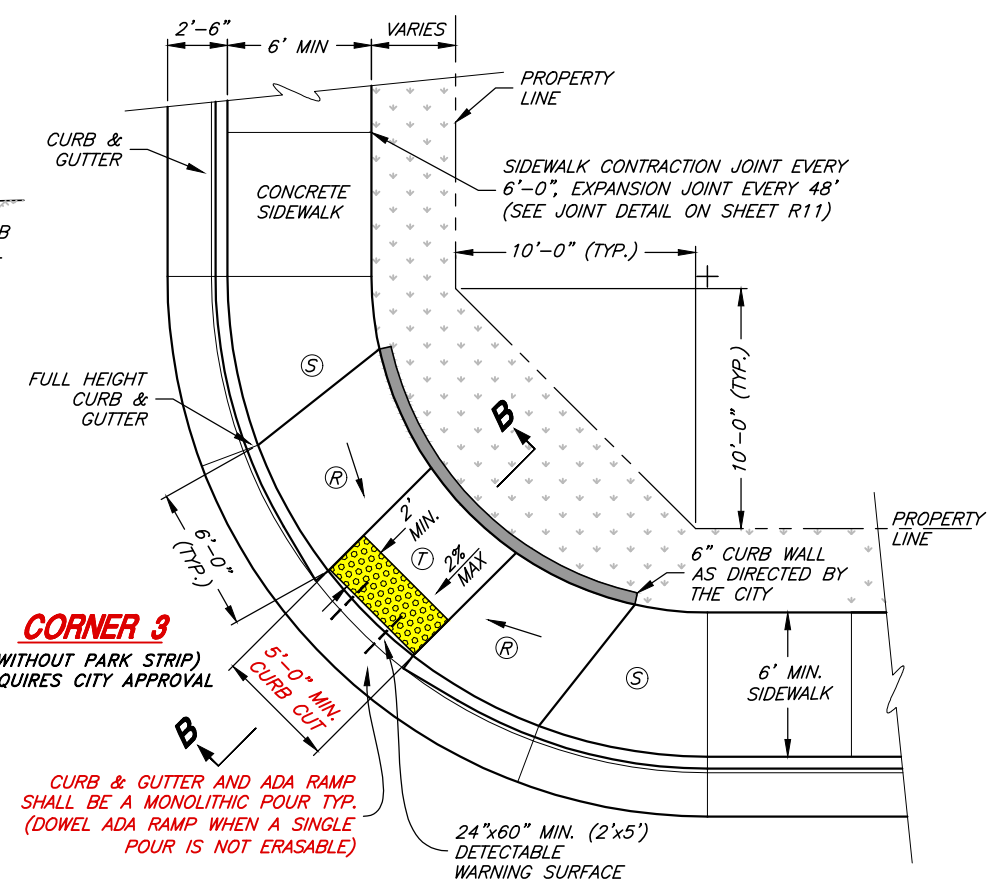 2'-6"
6' MIN
VARIES
PROPERTY
LINE
CURB &
GUTTER
CONCRETE
SIDEWALK
SIDEWALK CONTRACTION JOINT EVERY
6'-0", EXPANSION JOINT EVERY 48'
(SEE JOINT DETAIL ON SHEET R11)
B
10'-0" (TYP.)
10'-0" (TYP.)
S
FULL HEIGHT
CURB &
GUTTER
B
R
2'
MIN.
T
2%
MAX
6'-0"
(TYP.)
PROPERTY
LINE
6" CURB WALL
AS DIRECTED BY
THE CITY
CORNER 3
WITHOUT PARK STRIP)
QUIRES CITY APPROVAL
R
S
6' MIN.
SIDEWALK
5'-0" MIN.
CURB CUT
B
CURB & GUTTER AND ADA RAMP
SHALL BE A MONOLITHIC POUR TYP.
(DOWEL ADA RAMP WHEN A SINGLE
POUR IS NOT ERASABLE)
24"x60" MIN. (2'x5')
DETECTABLE
WARNING SURFACE